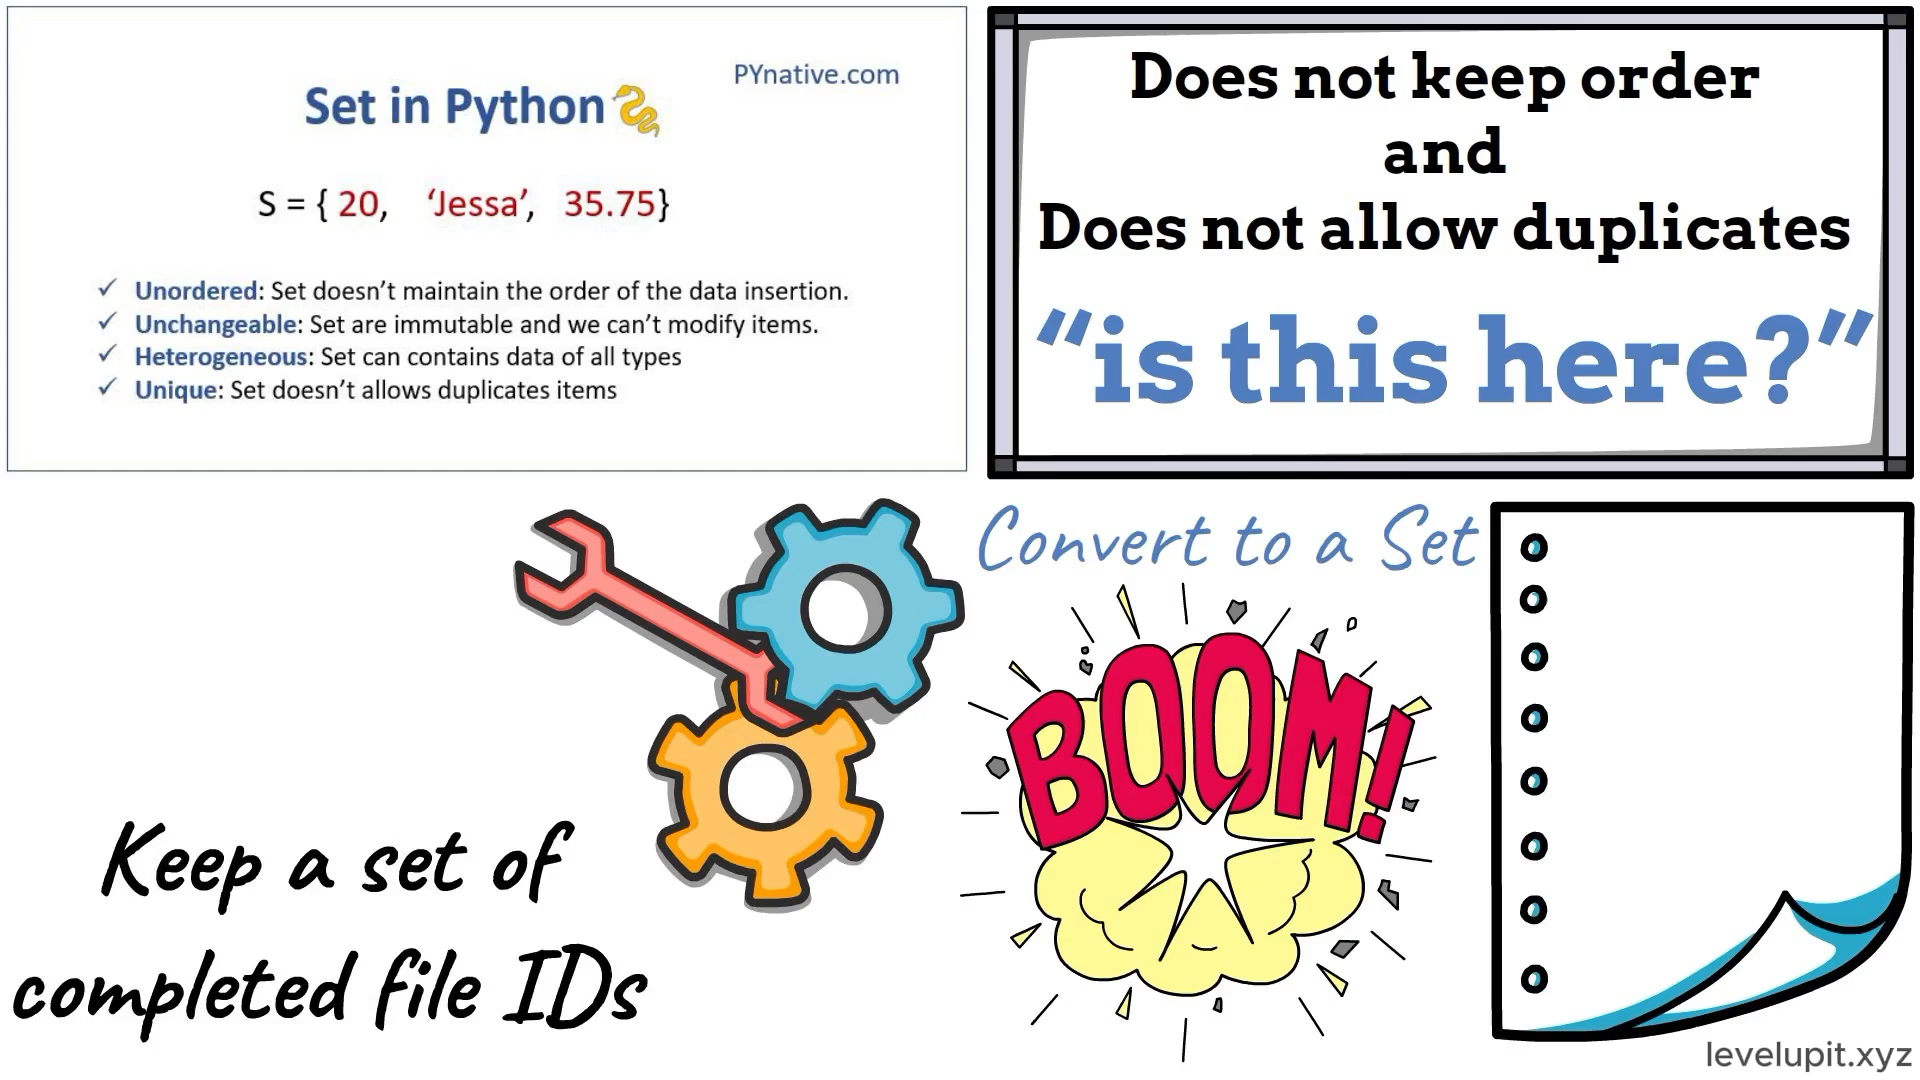 PYnative.com
Set in Python
S = { 20, ‘Jessa’, 35.75}
✓ Unordered: Set doesn’t maintain the order of the data insertion.
✓ Unchangeable: Set are immutable and we can’t modify items.
✓ Heterogeneous: Set can contains data of all types
✓ Unique: Set doesn’t allows duplicates items
Does not keep order
and
Does not allow duplicates
“is this here?”
Keep a set of
completed file IDs
Convert to a Set
BOOM!
levelupit.xyz